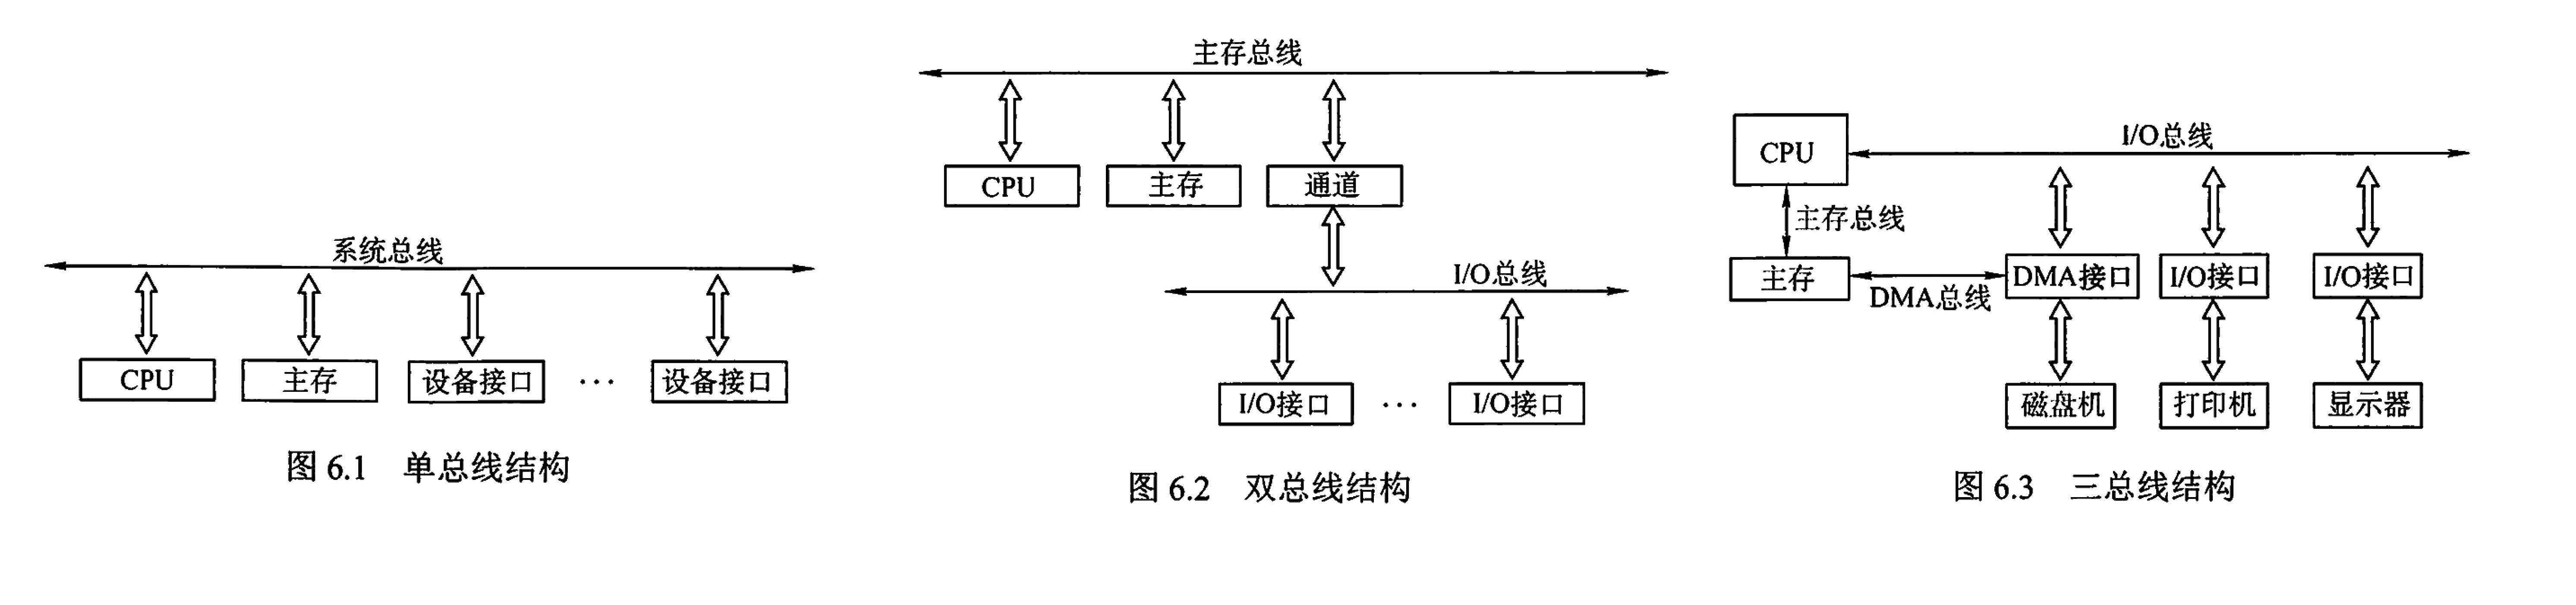 系统总线
CPU
主存
设备接口
···
设备接口
图 6.1 单总线结构
主存总线
CPU
主存
通道
I/O总线
I/O接口
···
I/O接口
图 6.2 双总线结构
CPU
I/O总线
主存总线
主存
DMA总线
DMA接口
I/O接口
I/O接口
磁盘机
打印机
显示器
图 6.3 三总线结构